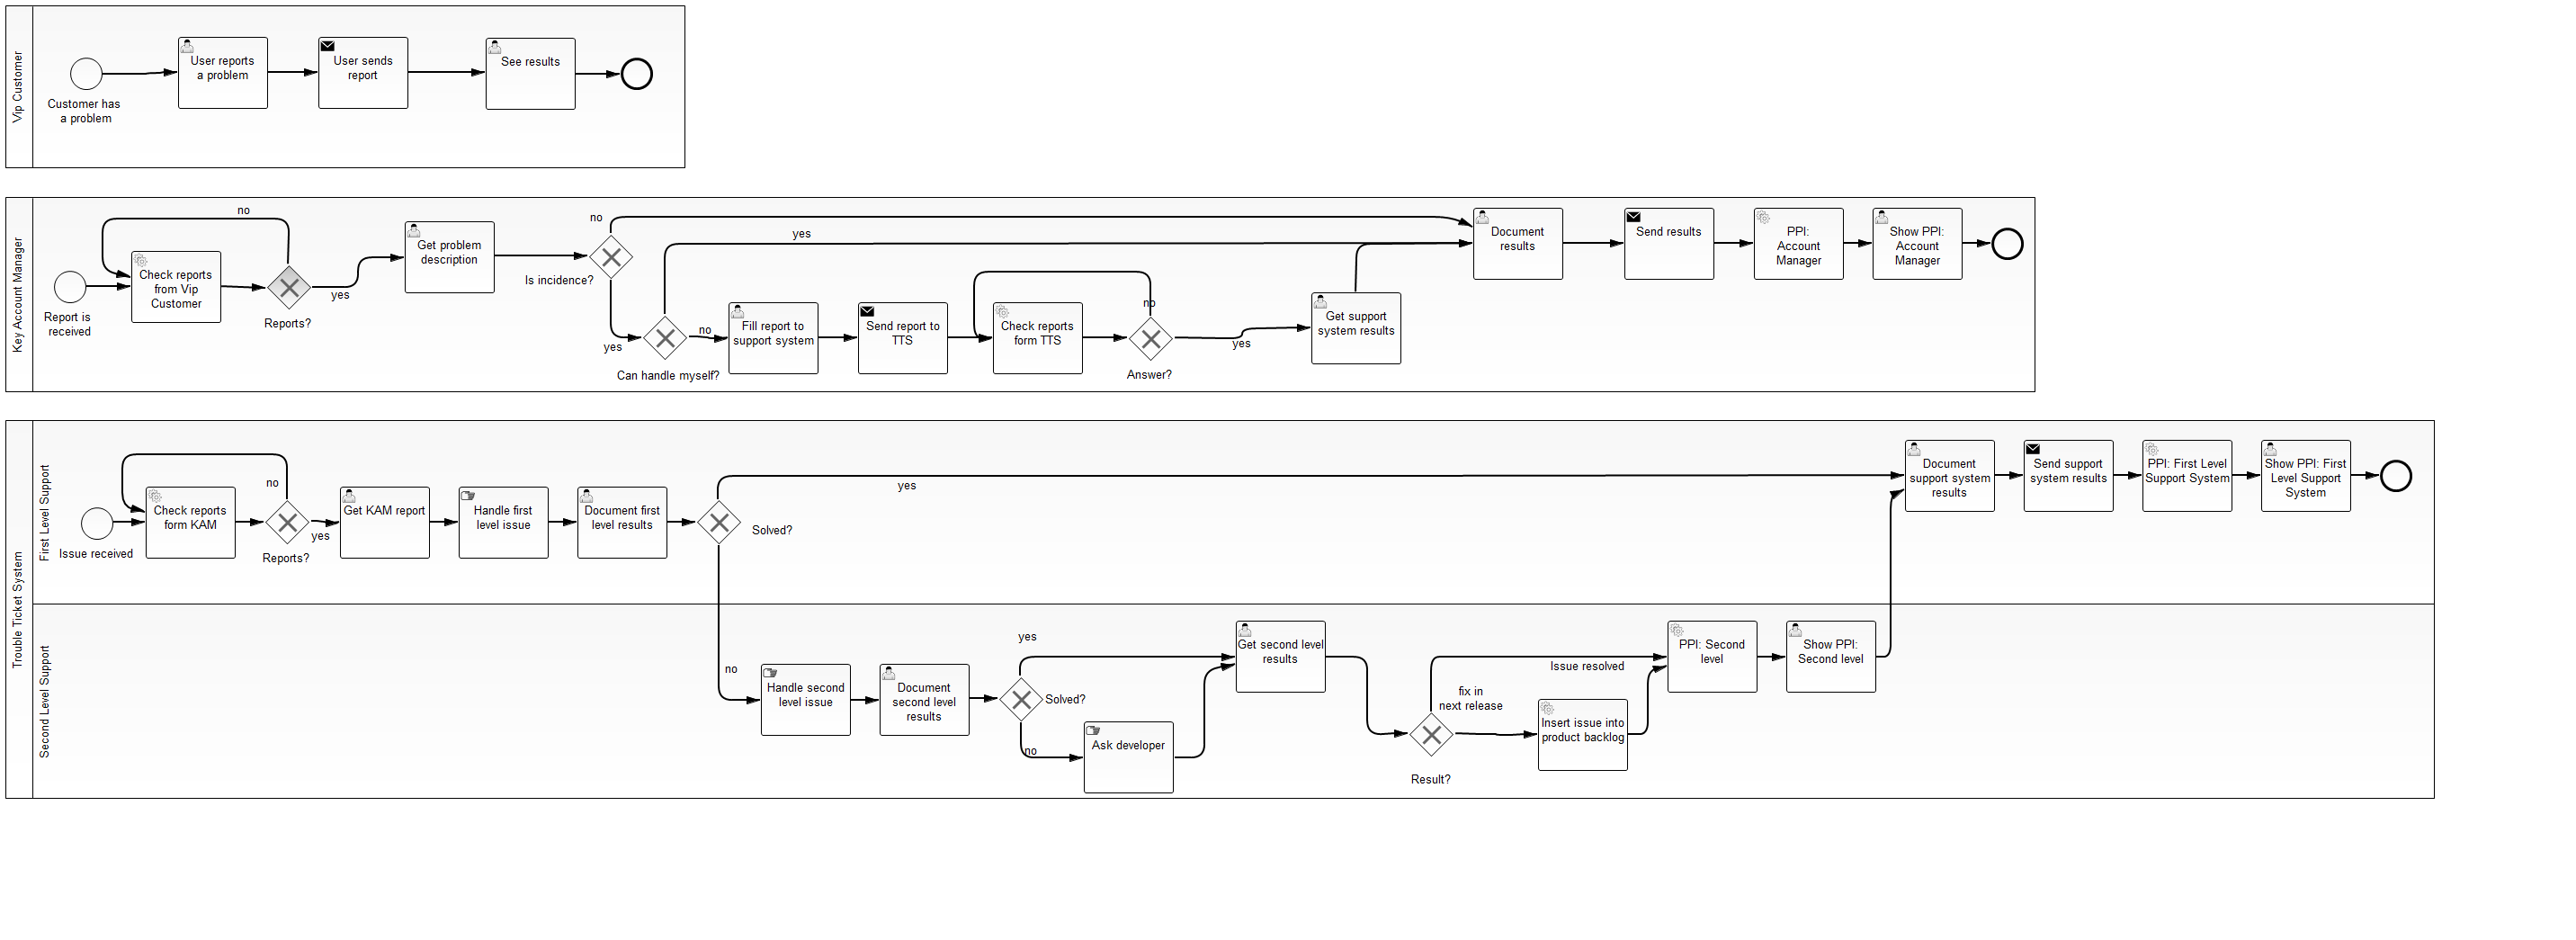 Vip Customer
Customer has
a problem
User reports
a problem
User sends
report
See results
Key Account Manager
Report is
received
no
Check reports
from Vip
Customer
Reports?
yes
Get problem
description
no
Is incidence?
yes
yes
Can handle myself?
no
Fill report to
support system
Send report to
TTS
Check reports
form TTS
no
Answer?
yes
Get support
system results
Document
results
Send results
PPI:
Account
Manager
Show PPI:
Account
Manager
Trouble Ticket System
First Level Support
Issue received
no
Check reports
form KAM
Reports?
yes
Get KAM report
Handle first
level issue
Document first
level results
Solved?
yes
Document
support system
results
Send support
system results
PPI: First Level
Support System
Show PPI: First
Level Support
System
Second Level Support
no
Handle second
level issue
Document
second level
results
yes
Solved?
no
Ask developer
Get second level
results
Result?
Issue resolved
fix in
next release
Insert issue into
product backlog
PPI: Second
level
Show PPI:
Second level